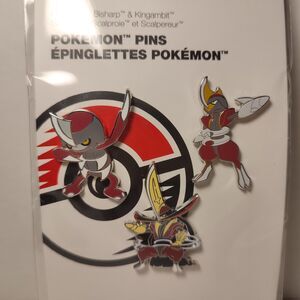 Bisharp™ & Kingambit™
Scalproie™ et Scalpereur™
POKÉMON™ PINS
ÉPINGLETTES POKÉMON™